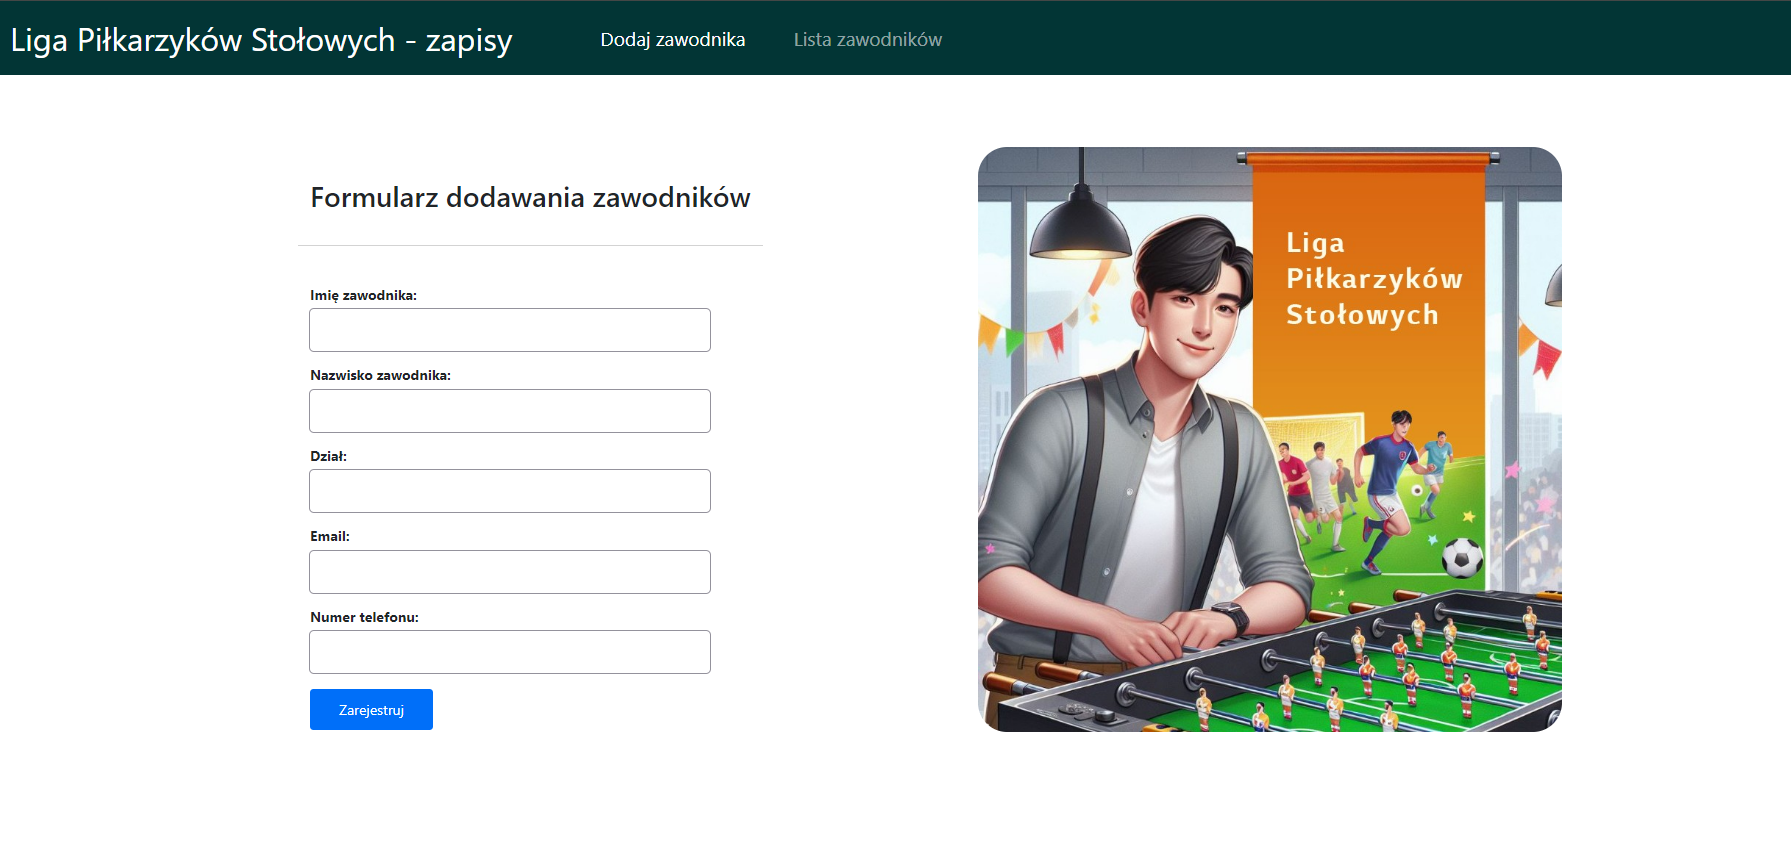 Liga Piłkarzyków Stołowych - zapisy
Dodaj zawodnika
Lista zawodników
Formularz dodawania zawodników
Imię zawodnika:
Nazwisko zawodnika:
Dział:
Email:
Numer telefonu:
Zarejestruj
Liga
Piłkarzyków
Stołowych